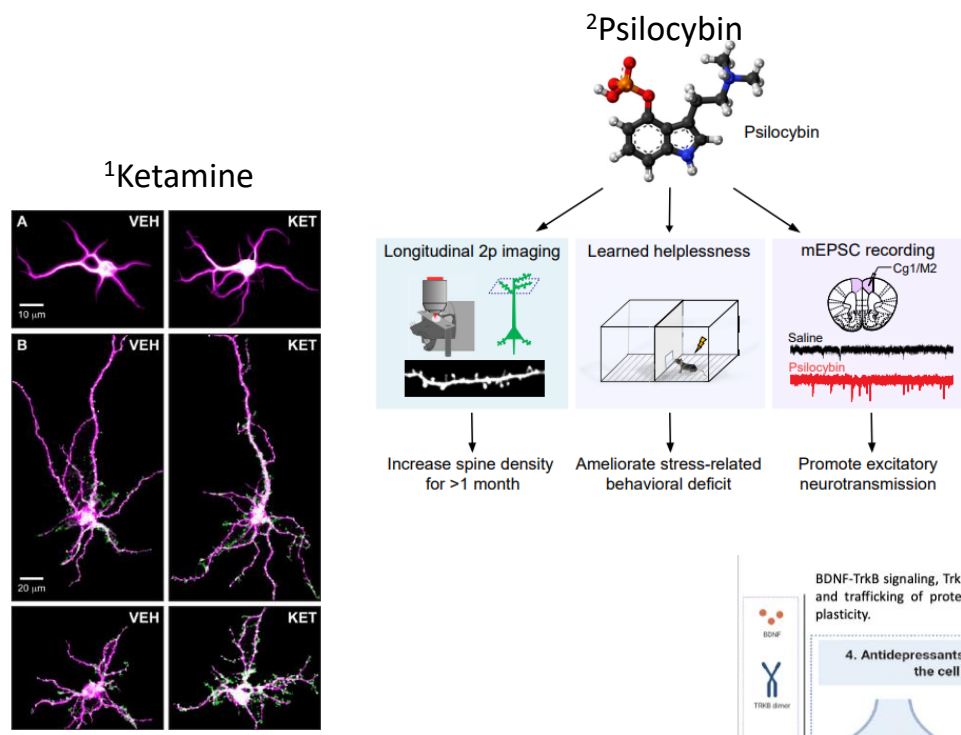 ¹Ketamine
A VEH KET
10 μm
B VEH KET
20 μm
VEH KET
²Psilocybin
Psilocybin
Longitudinal 2p imaging
Learned helplessness
mEPSC recording
Cg1/M2
Saline
Psilocybin
Increase spine density
for >1 month
Ameliorate stress-related
behavioral deficit
Promote excitatory
neurotransmission
BDNF-TrkB signaling, Trk
and trafficking of prote
plasticity.
BDNF
TRKB dimer
4. Antidepressants
the cell